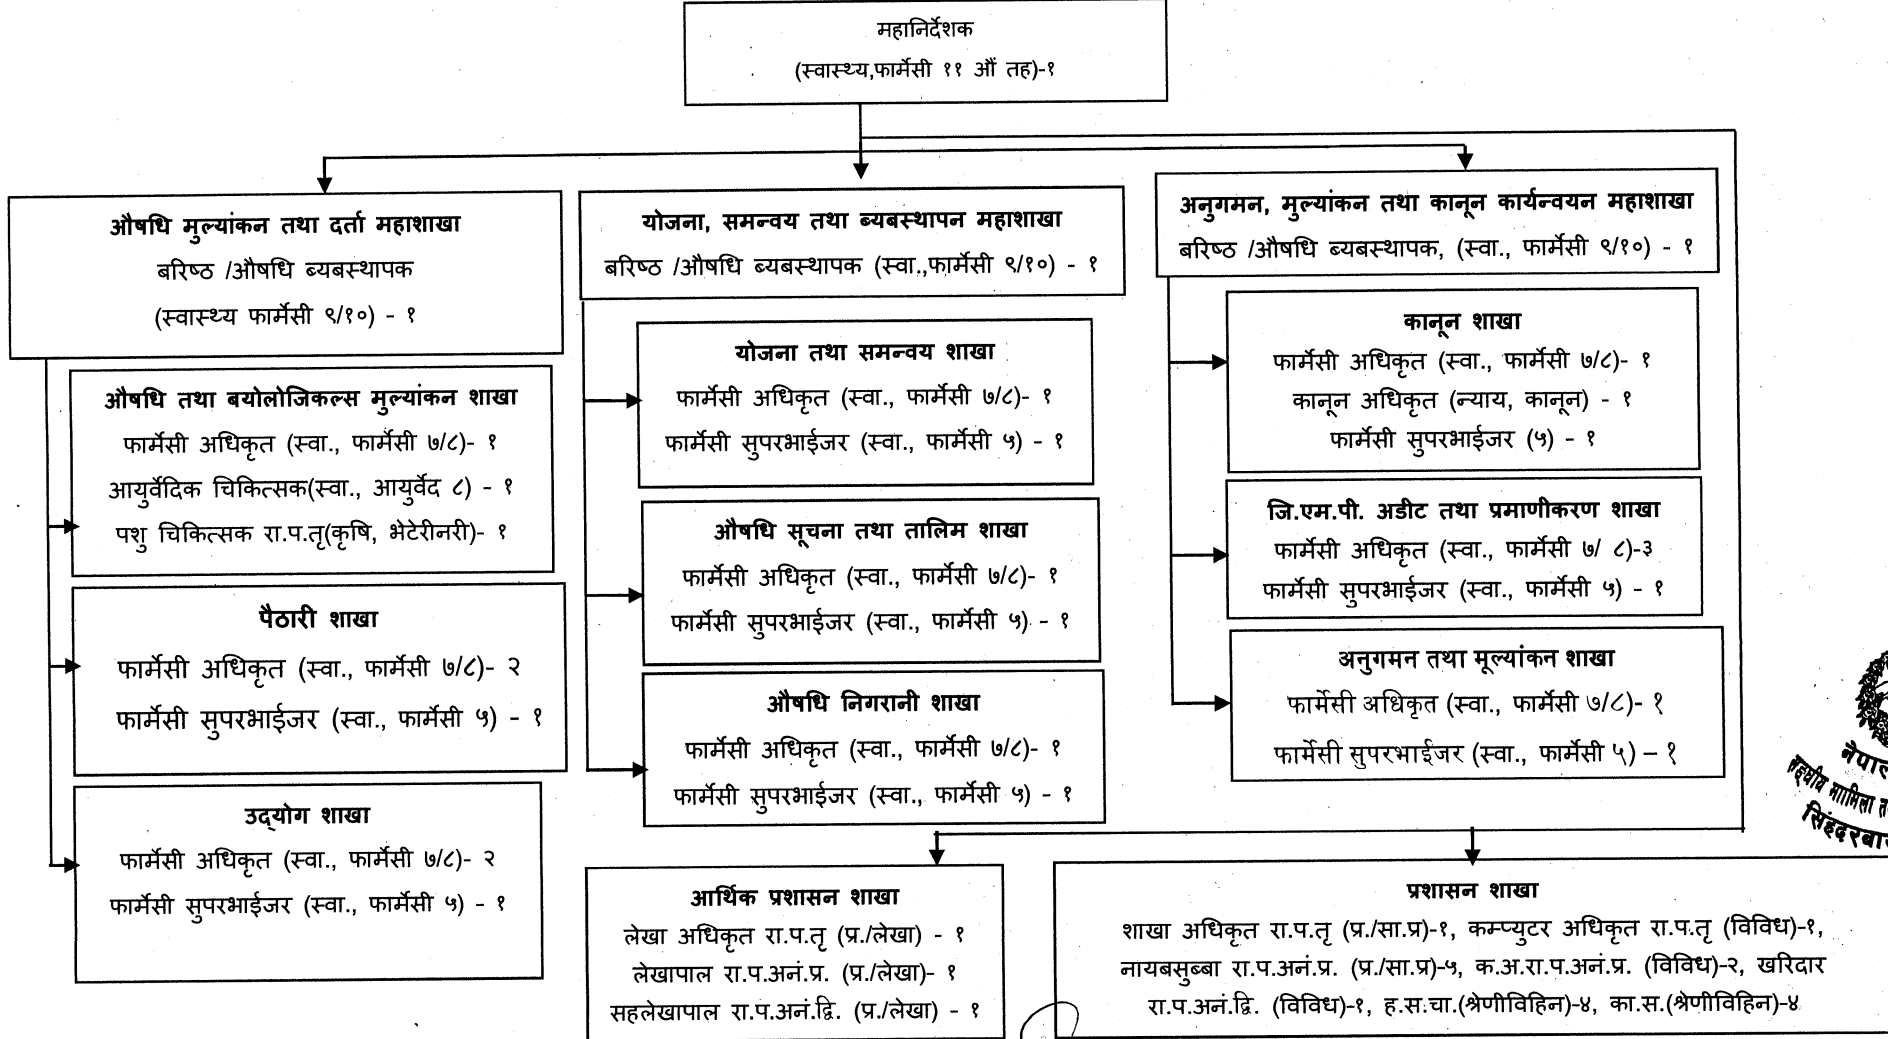 महानिर्देशक
(स्वास्थ्य,फार्मेसी ११ औं तह)-१
औषधि मुल्यांकन तथा दर्ता महाशाखा
बरिष्ठ /औषधि ब्यबस्थापक
(स्वास्थ्य फार्मेसी ९/१०) - १
औषधि तथा बयोलोजिकल्स मुल्यांकन शाखा
फार्मेसी अधिकृत (स्वा., फार्मेसी ७/८)- १
आयुर्वेदिक चिकित्सक(स्वा., आयुर्वेद ८) - १
पशु चिकित्सक रा.प.तृ(कृषि, भेटेरीनरी)- १
पैठारी शाखा
फार्मेसी अधिकृत (स्वा., फार्मेसी ७/८)- २
फार्मेसी सुपरभाईजर (स्वा., फार्मेसी ५) - १
उद्योग शाखा
फार्मेसी अधिकृत (स्वा., फार्मेसी ७/८)- २
फार्मेसी सुपरभाईजर (स्वा., फार्मेसी ५) - १
योजना, समन्वय तथा ब्यबस्थापन महाशाखा
बरिष्ठ /औषधि ब्यबस्थापक (स्वा.,फार्मेसी ९/१०) - १
योजना तथा समन्वय शाखा
फार्मेसी अधिकृत (स्वा., फार्मेसी ७/८)- १
फार्मेसी सुपरभाईजर (स्वा., फार्मेसी ५) - १
औषधि सूचना तथा तालिम शाखा
फार्मेसी अधिकृत (स्वा., फार्मेसी ७/८)- १
फार्मेसी सुपरभाईजर (स्वा., फार्मेसी ५) - १
औषधि निगरानी शाखा
फार्मेसी अधिकृत (स्वा., फार्मेसी ७/८)- १
फार्मेसी सुपरभाईजर (स्वा., फार्मेसी ५) - १
अनुगमन, मुल्यांकन तथा कानून कार्यन्वयन महाशाखा
बरिष्ठ /औषधि ब्यबस्थापक, (स्वा., फार्मेसी ९/१०) - १
कानून शाखा
फार्मेसी अधिकृत (स्वा., फार्मेसी ७/८)- १
कानून अधिकृत (न्याय, कानून) - १
फार्मेसी सुपरभाईजर (५) - १
जि.एम.पी. अडीट तथा प्रमाणीकरण शाखा
फार्मेसी अधिकृत (स्वा., फार्मेसी ७/ ८)-३
फार्मेसी सुपरभाईजर (स्वा., फार्मेसी ५) - १
अनुगमन तथा मूल्यांकन शाखा
फार्मेसी अधिकृत (स्वा., फार्मेसी ७/८)- १
फार्मेसी सुपरभाईजर (स्वा., फार्मेसी ५) – १
आर्थिक प्रशासन शाखा
लेखा अधिकृत रा.प.तृ (प्र./लेखा) - १
लेखापाल रा.प.अनं.प्र. (प्र./लेखा)- १
सहलेखापाल रा.प.अनं.द्वि. (प्र./लेखा) - १
प्रशासन शाखा
शाखा अधिकृत रा.प.तृ (प्र./सा.प्र)-१, कम्प्युटर अधिकृत रा.प.तृ (विविध)-१,
नायबसुब्बा रा.प.अनं.प्र. (प्र./सा.प्र)-५, क.अ.रा.प.अनं.प्र. (विविध)-२, खरिदार
रा.प.अनं.द्वि. (विविध)-१, ह.स.चा.(श्रेणीविहिन)-४, का.स.(श्रेणीविहिन)-४